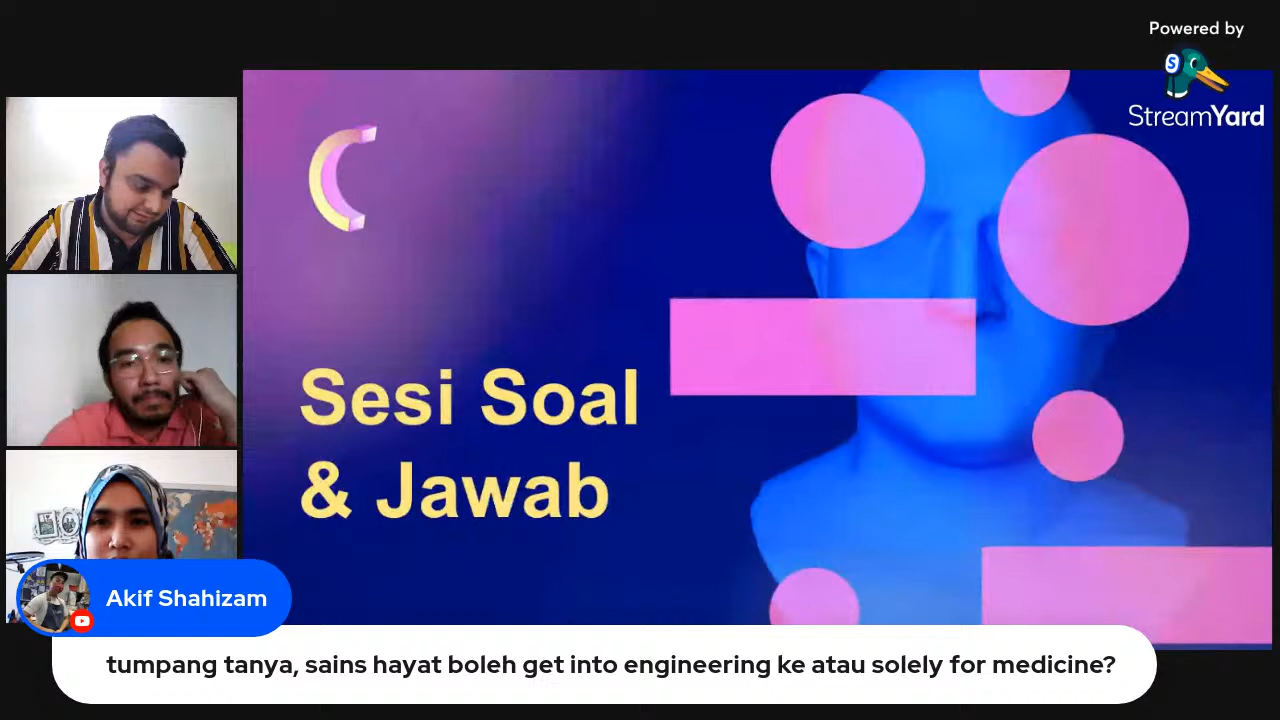 Powered by
StreamYard
Sesi Soal
& Jawab
Akif Shahizam
tumpang tanya, sains hayat boleh get into engineering ke atau solely for medicine?